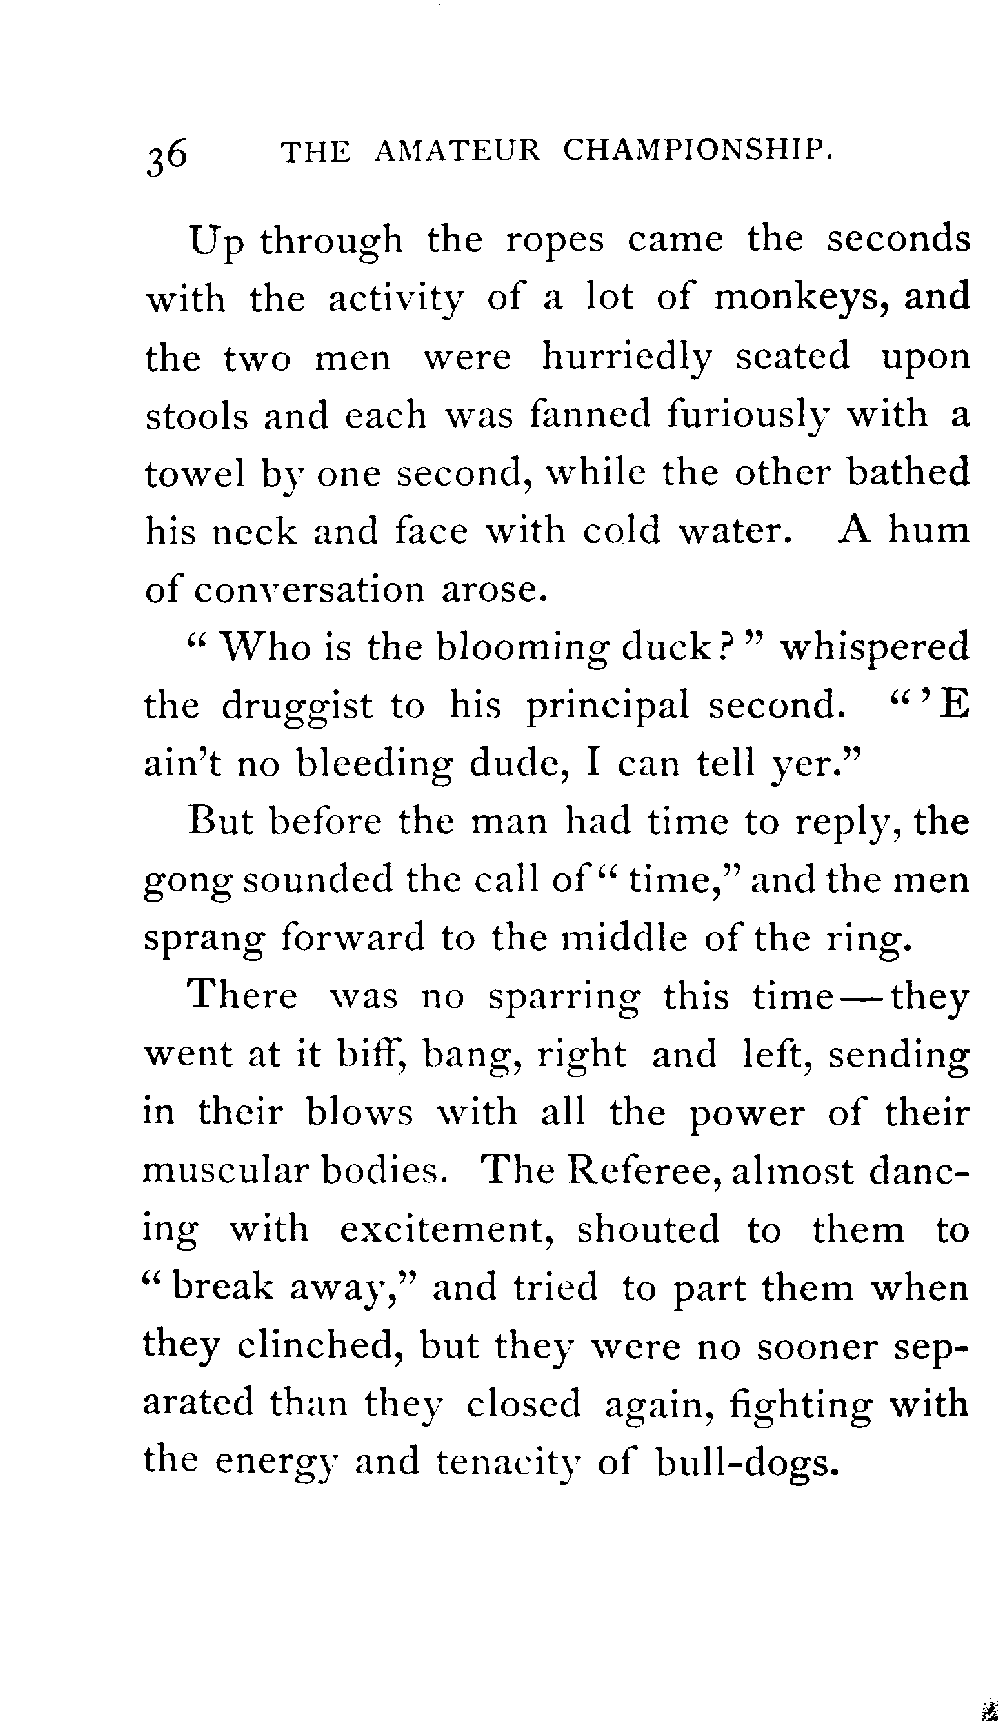 36 THE AMATEUR CHAMPIONSHIP.
Up through the ropes came the seconds
with the activity of a lot of monkeys, and
the two men were hurriedly seated upon
stools and each was fanned furiously with a
towel by one second, while the other bathed
his neck and face with cold water. A hum
of conversation arose.
“ Who is the blooming duck? ” whispered
the druggist to his principal second. “ ’E
ain’t no bleeding dude, I can tell yer.”
But before the man had time to reply, the
gong sounded the call of “ time,” and the men
sprang forward to the middle of the ring.
There was no sparring this time—they
went at it biff, bang, right and left, sending
in their blows with all the power of their
muscular bodies. The Referee, almost danc-
ing with excitement, shouted to them to
“ break away,” and tried to part them when
they clinched, but they were no sooner sep-
arated than they closed again, fighting with
the energy and tenacity of bull-dogs.